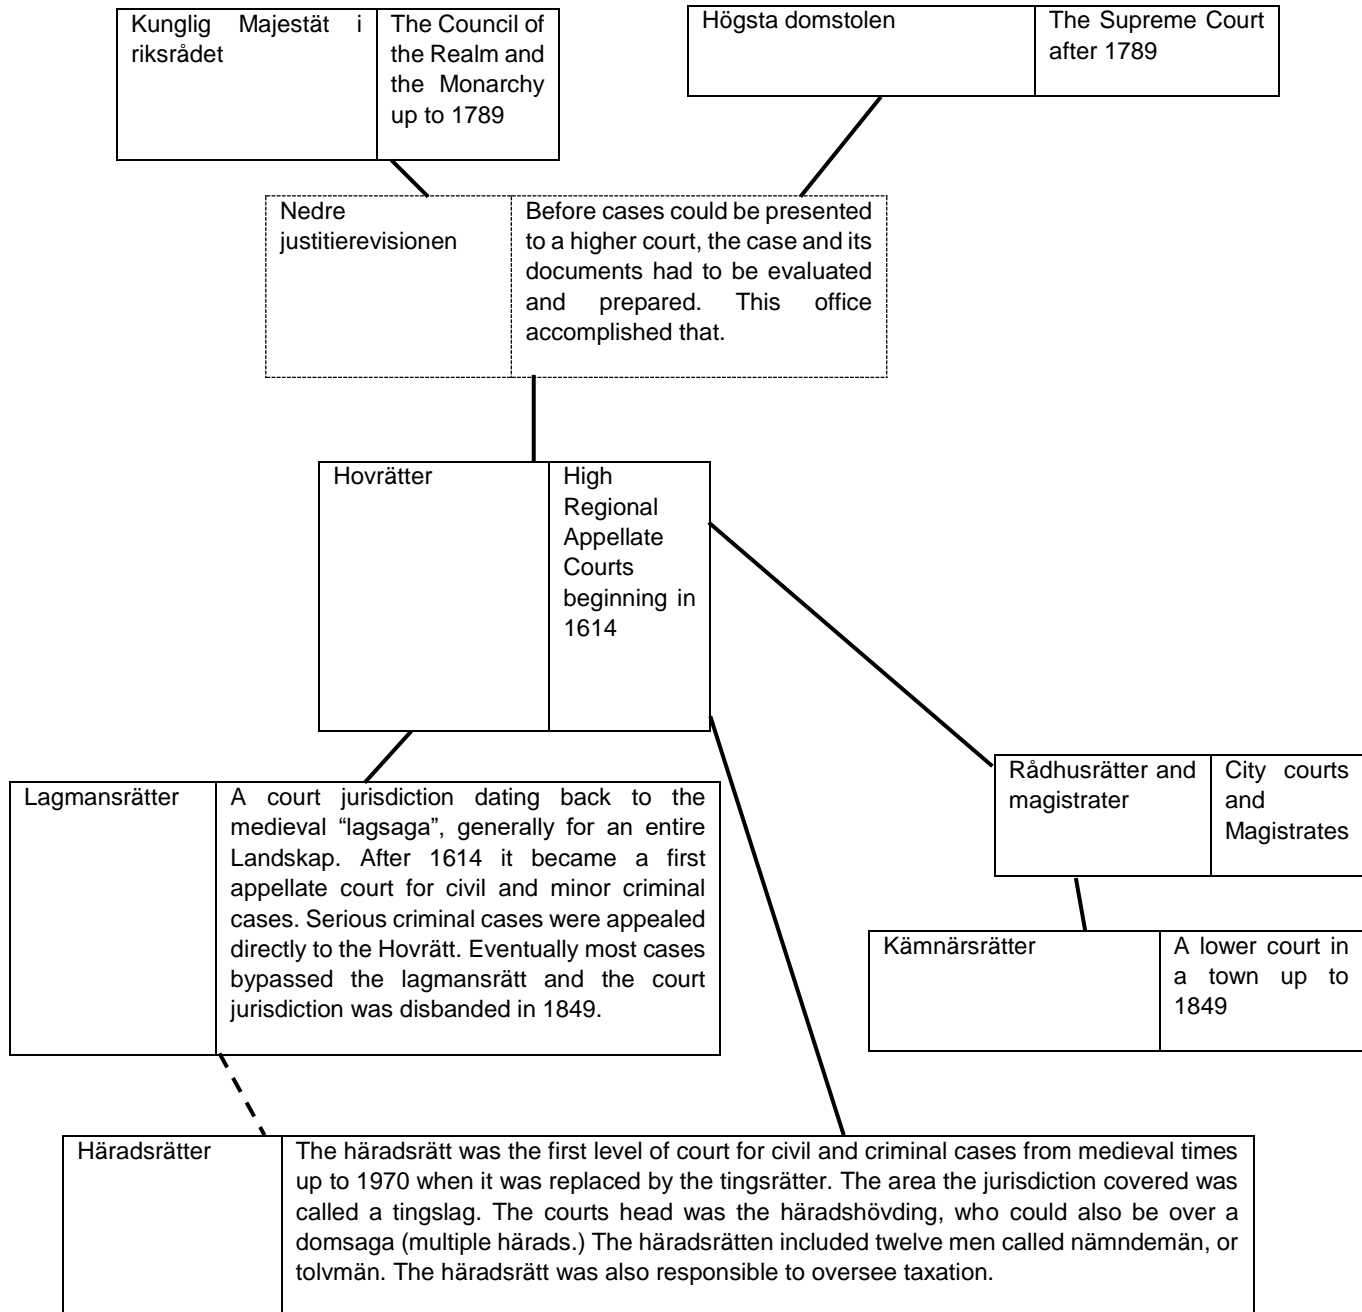 Kunglig Majestät i
riksrådet
The Council of
the Realm and
the Monarchy
up to 1789
Högsta domstolen
The Supreme Court
after 1789
Nedre
justitierevisionen
Before cases could be presented
to a higher court, the case and its
documents had to be evaluated
and prepared. This office
accomplished that.
Hovrätter
High
Regional
Appellate
Courts
beginning in
1614
Lagmansrätter
A court jurisdiction dating back to the
medieval “lagsaga”, generally for an entire
Landskap. After 1614 it became a first
appellate court for civil and minor criminal
cases. Serious criminal cases were appealed
directly to the Hovrätt. Eventually most cases
bypassed the lagmansrätt and the court
jurisdiction was disbanded in 1849.
Rådhusrätter and
magistrater
City courts
and
Magistrates
Kämnärsrätter
A lower court in
a town up to
1849
Häradsrätter
The häradsrätt was the first level of court for civil and criminal cases from medieval times
up to 1970 when it was replaced by the tingsrätter. The area the jurisdiction covered was
called a tingslag. The courts head was the häradshövding, who could also be over a
domsaga (multiple härads.) The häradsrätten included twelve men called nämndemän, or
tolvmän. The häradsrätt was also responsible to oversee taxation.